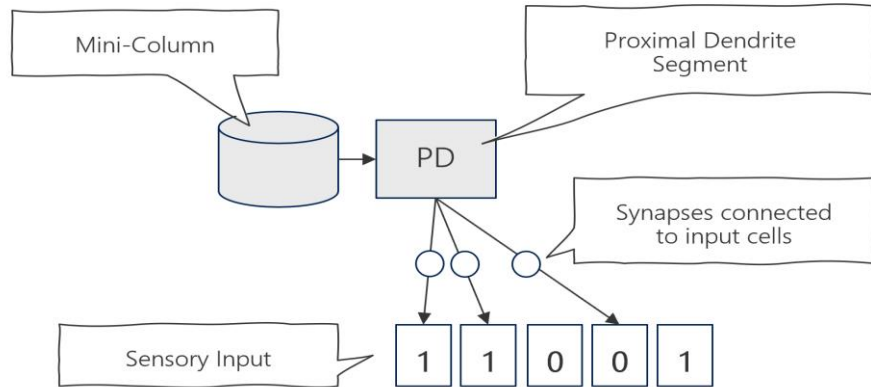 Mini-Column
Proximal Dendrite
Segment
PD
Synapses connected
to input cells
Sensory Input
1 1 0 0 1